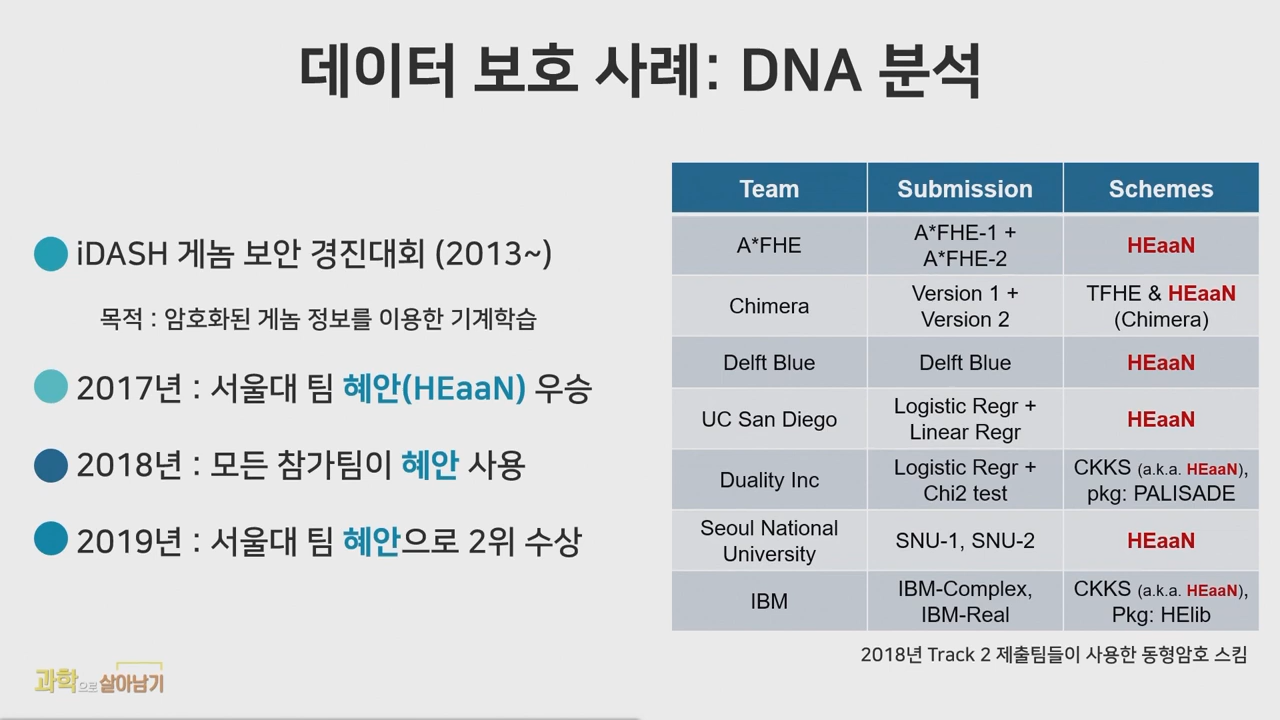 데이터 보호 사례: DNA 분석
iDASH 게놈 보안 경진대회 (2013~)
목적 : 암호화된 게놈 정보를 이용한 기계학습
2017년 : 서울대 팀 혜안(HEaaN) 우승
2018년 : 모든 참가팀이 혜안 사용
2019년 : 서울대 팀 혜안으로 2위 수상
Team Submission Schemes
A*FHE A*FHE-1 + A*FHE-2 HEaaN
Chimera Version 1 + Version 2 TFHE & HEaaN (Chimera)
Delft Blue Delft Blue HEaaN
UC San Diego Logistic Regr + Linear Regr HEaaN
Duality Inc Logistic Regr + Chi2 test CKKS (a.k.a. HEaaN), pkg: PALISADE
Seoul National University SNU-1, SNU-2 HEaaN
IBM IBM-Complex, IBM-Real CKKS (a.k.a. HEaaN), Pkg: HElib
2018년 Track 2 제출팀들이 사용한 동형암호 스킴
과학으로 살아남기